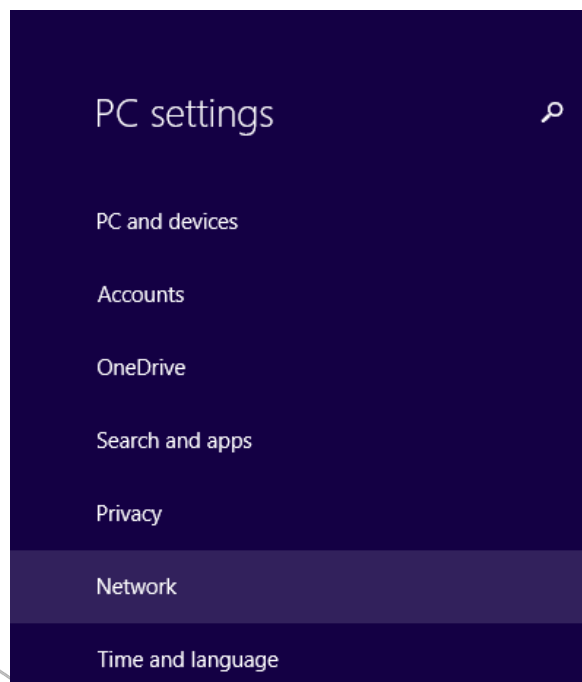 PC settings
PC and devices
Accounts
OneDrive
Search and apps
Privacy
Network
Time and language